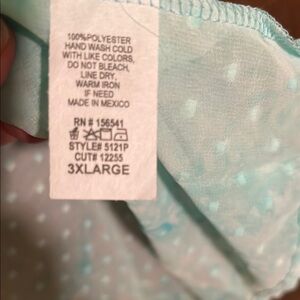 100%POLYESTER
HAND WASH COLD
WITH LIKE COLORS,
DO NOT BLEACH,
LINE DRY,
WARM IRON
IF NEED
MADE IN MEXICO
RN # 156541
STYLE# 5121P
CUT# 12255
3XLARGE